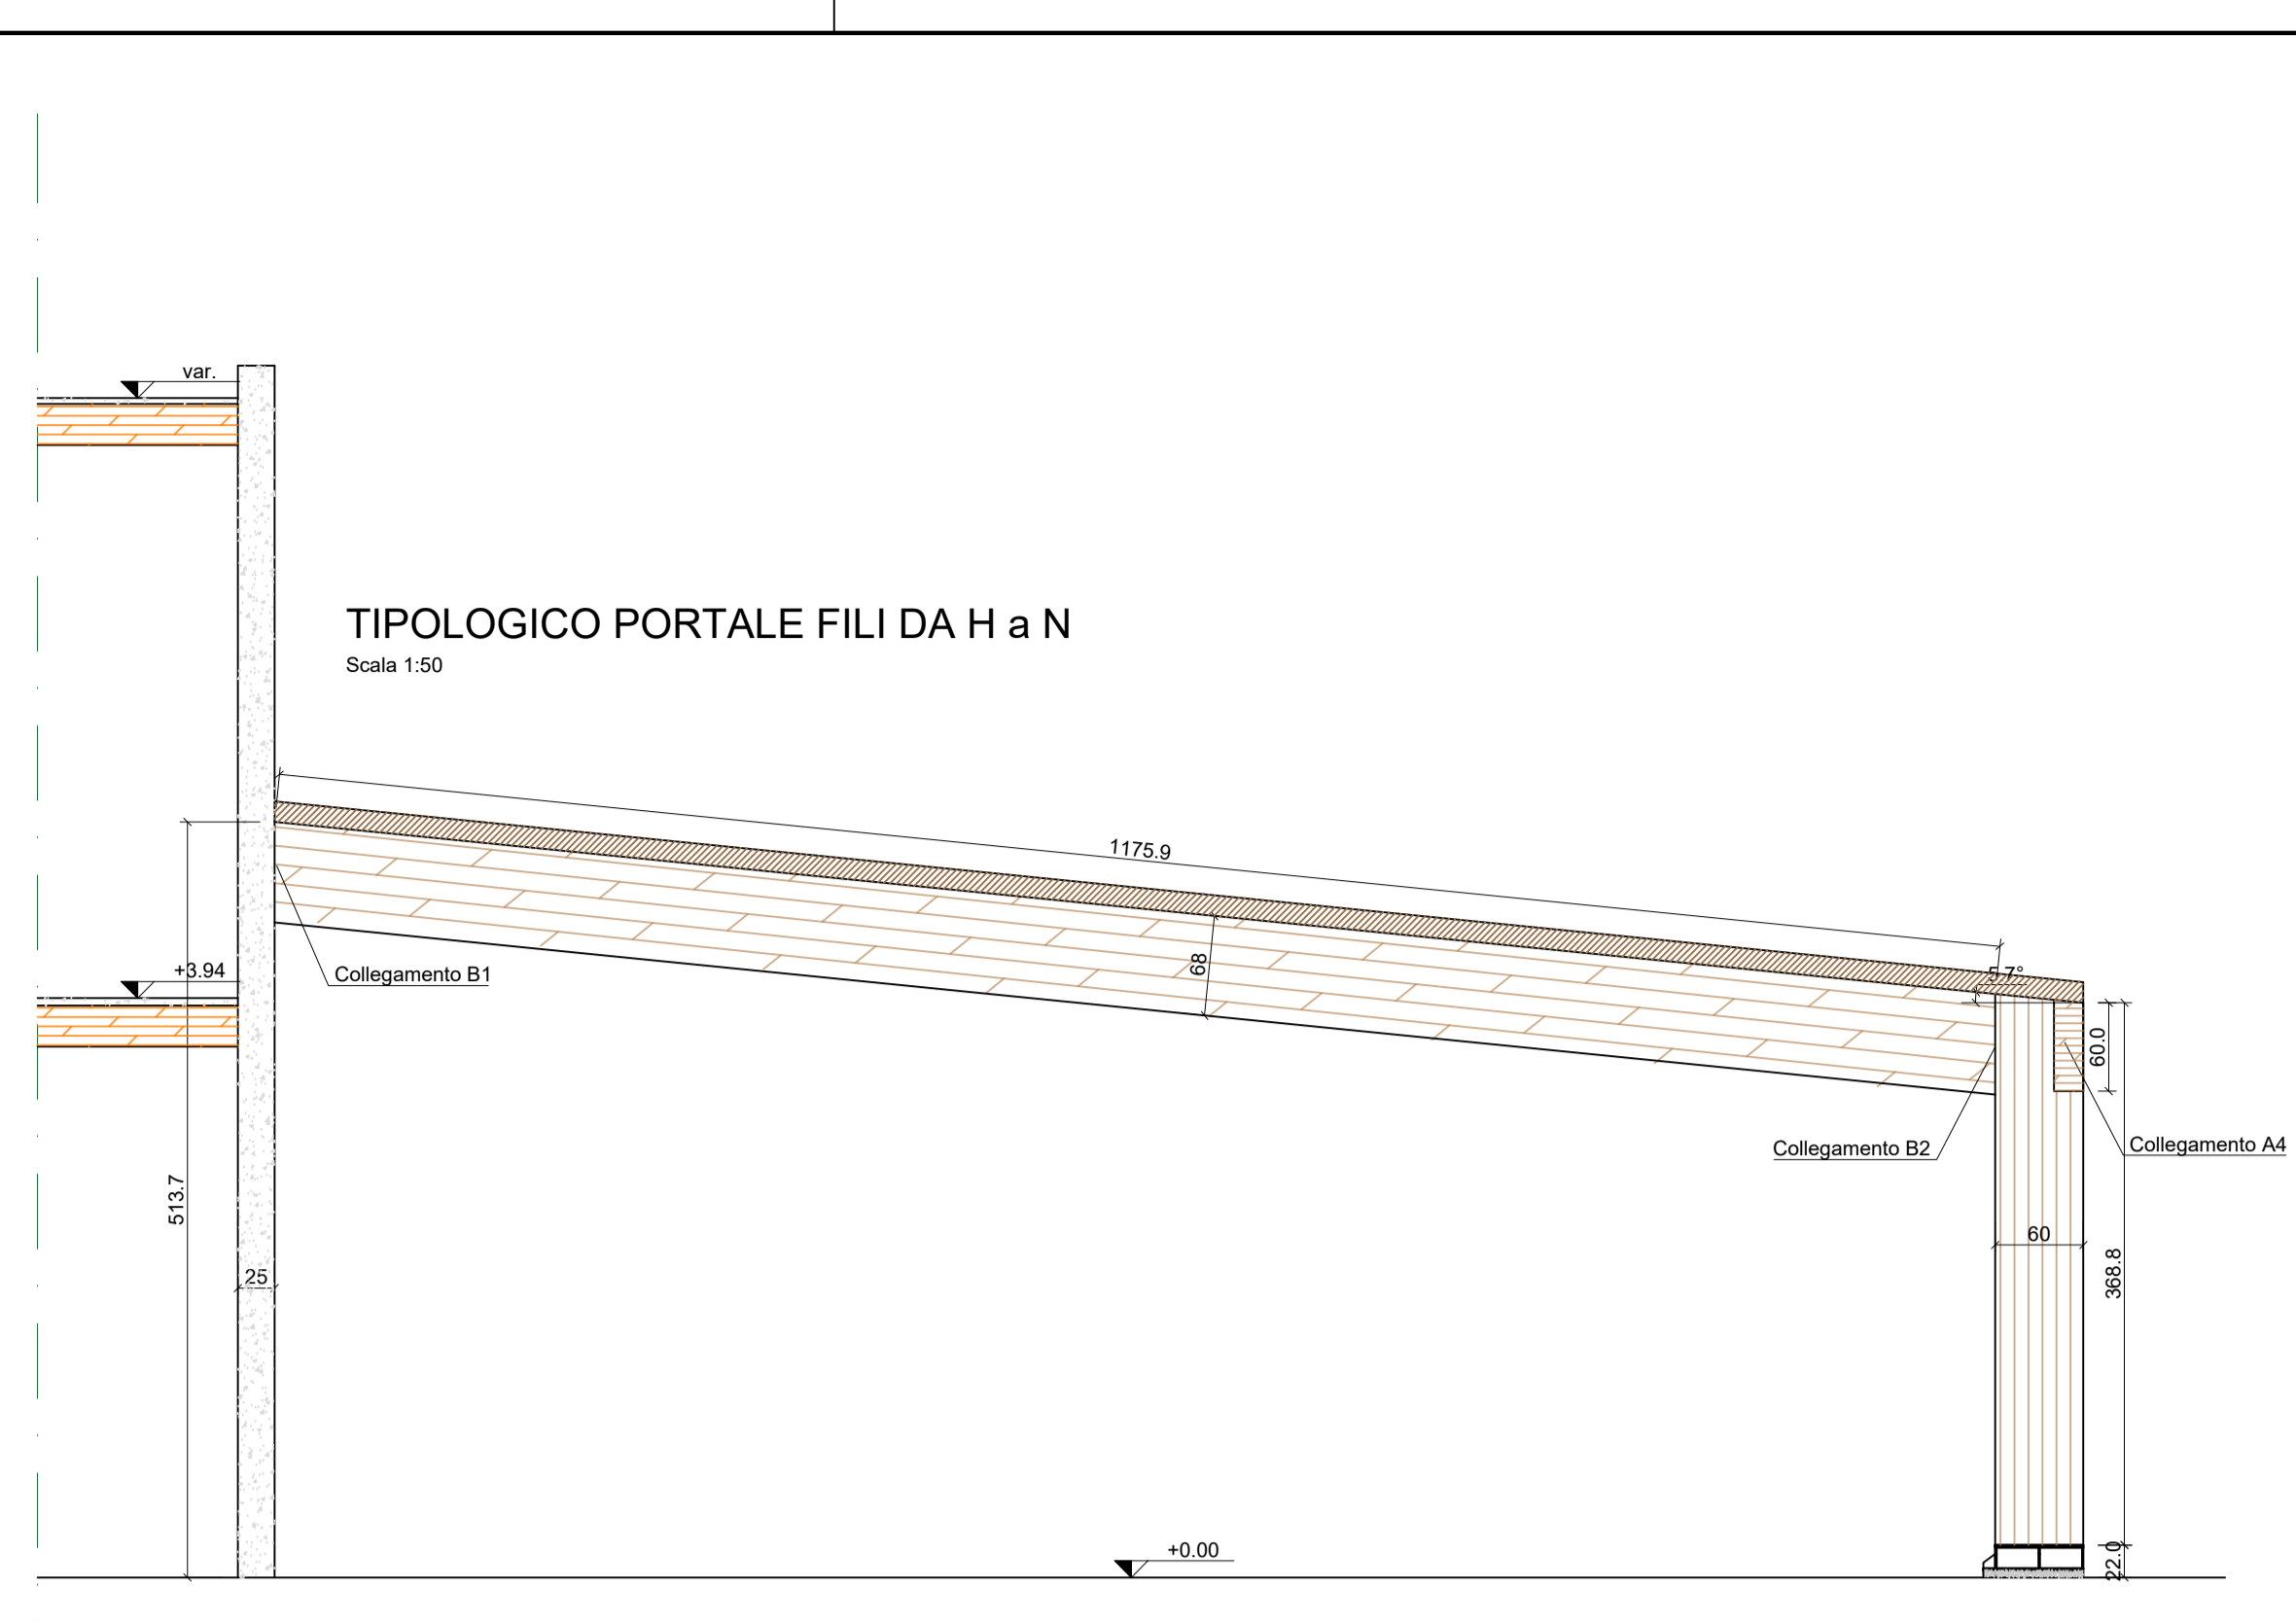 var.
TIPOLOGICO PORTALE FILI DA H a N
Scala 1:50
1175.9
+3.94
Collegamento B1
68
5.7°
60.0
Collegamento B2
Collegamento A4
513.7
60
368.8
25
+0.00
22.0